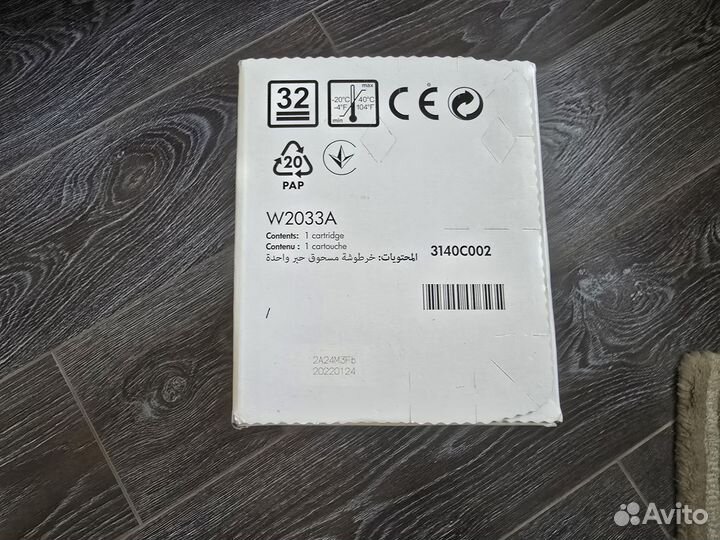 32
max
-20°C 40°C
-4°F 104°F
min
CE
20
PAP
W2033A
Contents: 1 cartridge
Contenu : 1 cartouche
المحتويات: خرطوشة مسحوق حبر واحدة
3140C002
/
2A24M3Fb
20220124
Avito